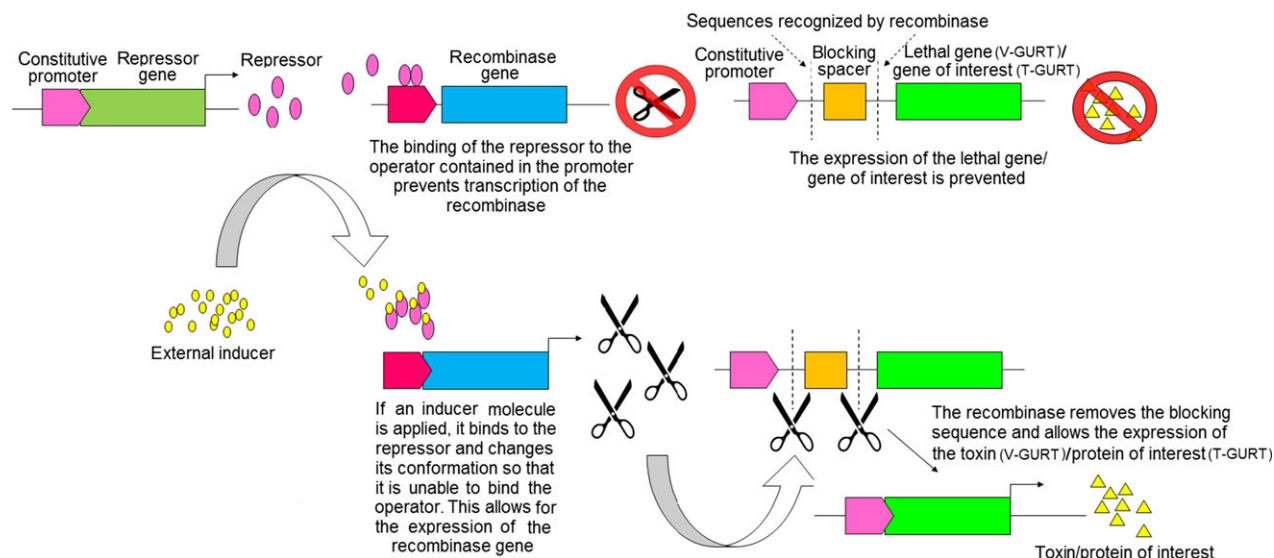 Sequences recognized by recombinase
Constitutive
promoter
Repressor
gene
Repressor
Recombinase
gene
Constitutive
promoter
Blocking
spacer
Lethal gene (V-GURT)/
gene of interest (T-GURT)
The binding of the repressor to the
operator contained in the promoter
prevents transcription of the
recombinase
The expression of the lethal gene/
gene of interest is prevented
External inducer
If an inducer molecule
is applied, it binds to the
repressor and changes
its conformation so that
it is unable to bind the
operator. This allows for
the expression of the
recombinase gene
The recombinase removes the blocking
sequence and allows the expression of
the toxin (V-GURT)/protein of interest (T-GURT)
Toxin/protein of interest